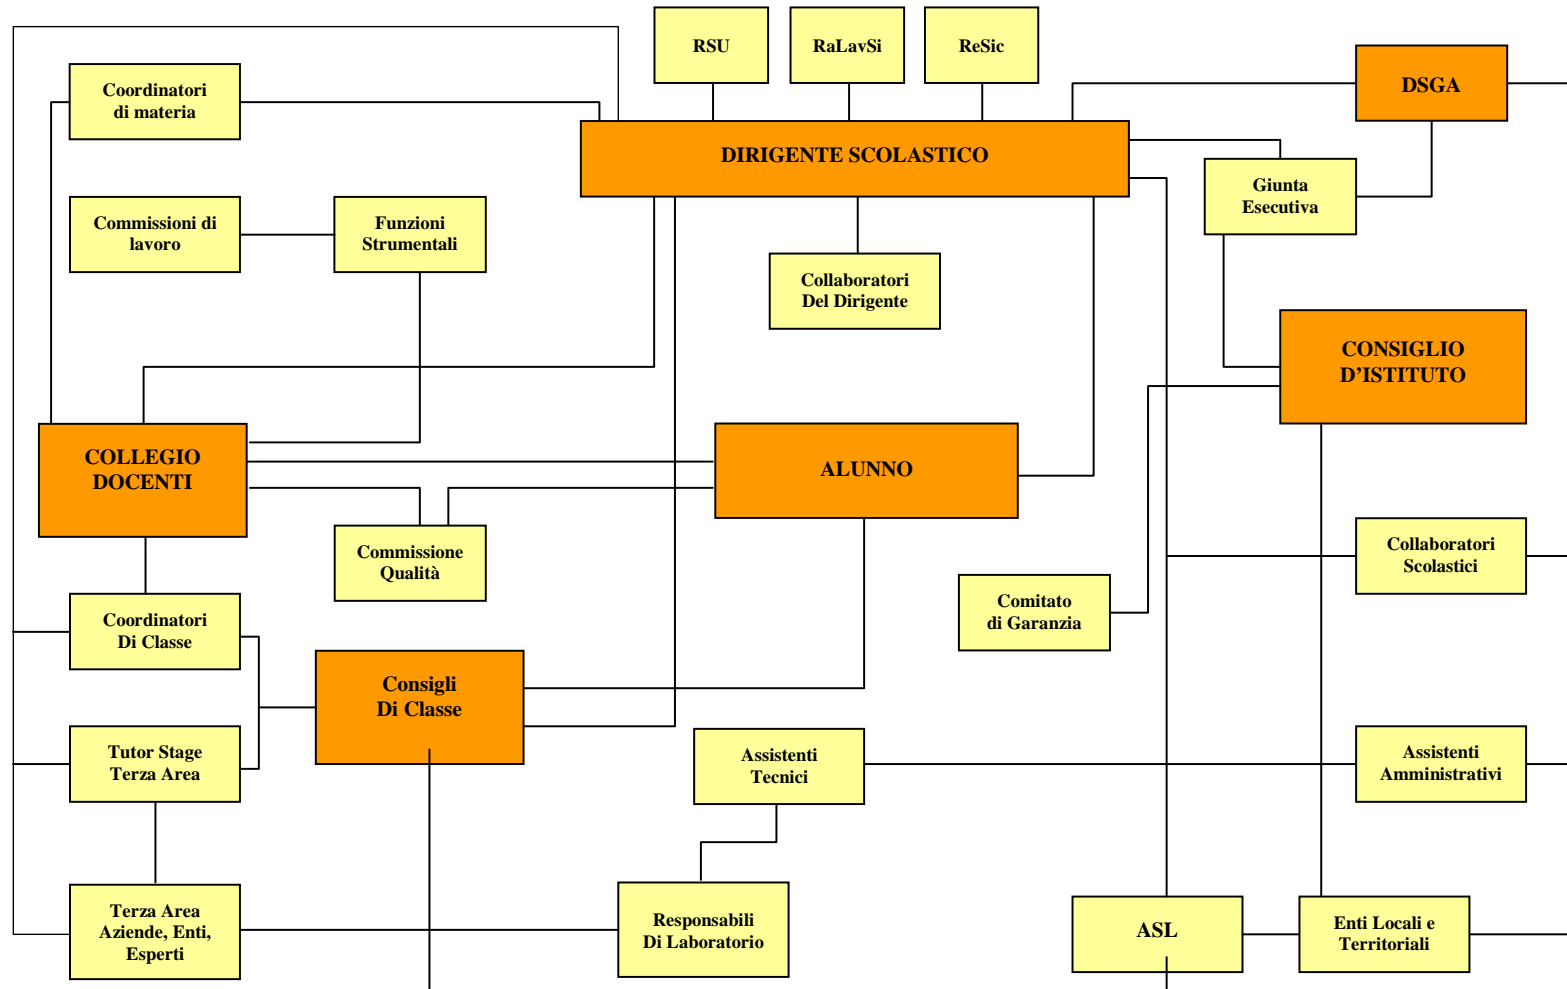 RSU
RaLavSi
ReSic
DSGA
Coordinatori
di materia
DIRIGENTE SCOLASTICO
Giunta
Esecutiva
Commissioni di
lavoro
Funzioni
Strumentali
Collaboratori
Del Dirigente
CONSIGLIO
D'ISTITUTO
COLLEGIO
DOCENTI
ALUNNO
Commissione
Qualità
Collaboratori
Scolastici
Comitato
di Garanzia
Coordinatori
Di Classe
Consigli
Di Classe
Tutor Stage
Terza Area
Assistenti
Tecnici
Assistenti
Amministrativi
Terza Area
Aziende, Enti,
Esperti
Responsabili
Di Laboratorio
ASL
Enti Locali e
Territoriali